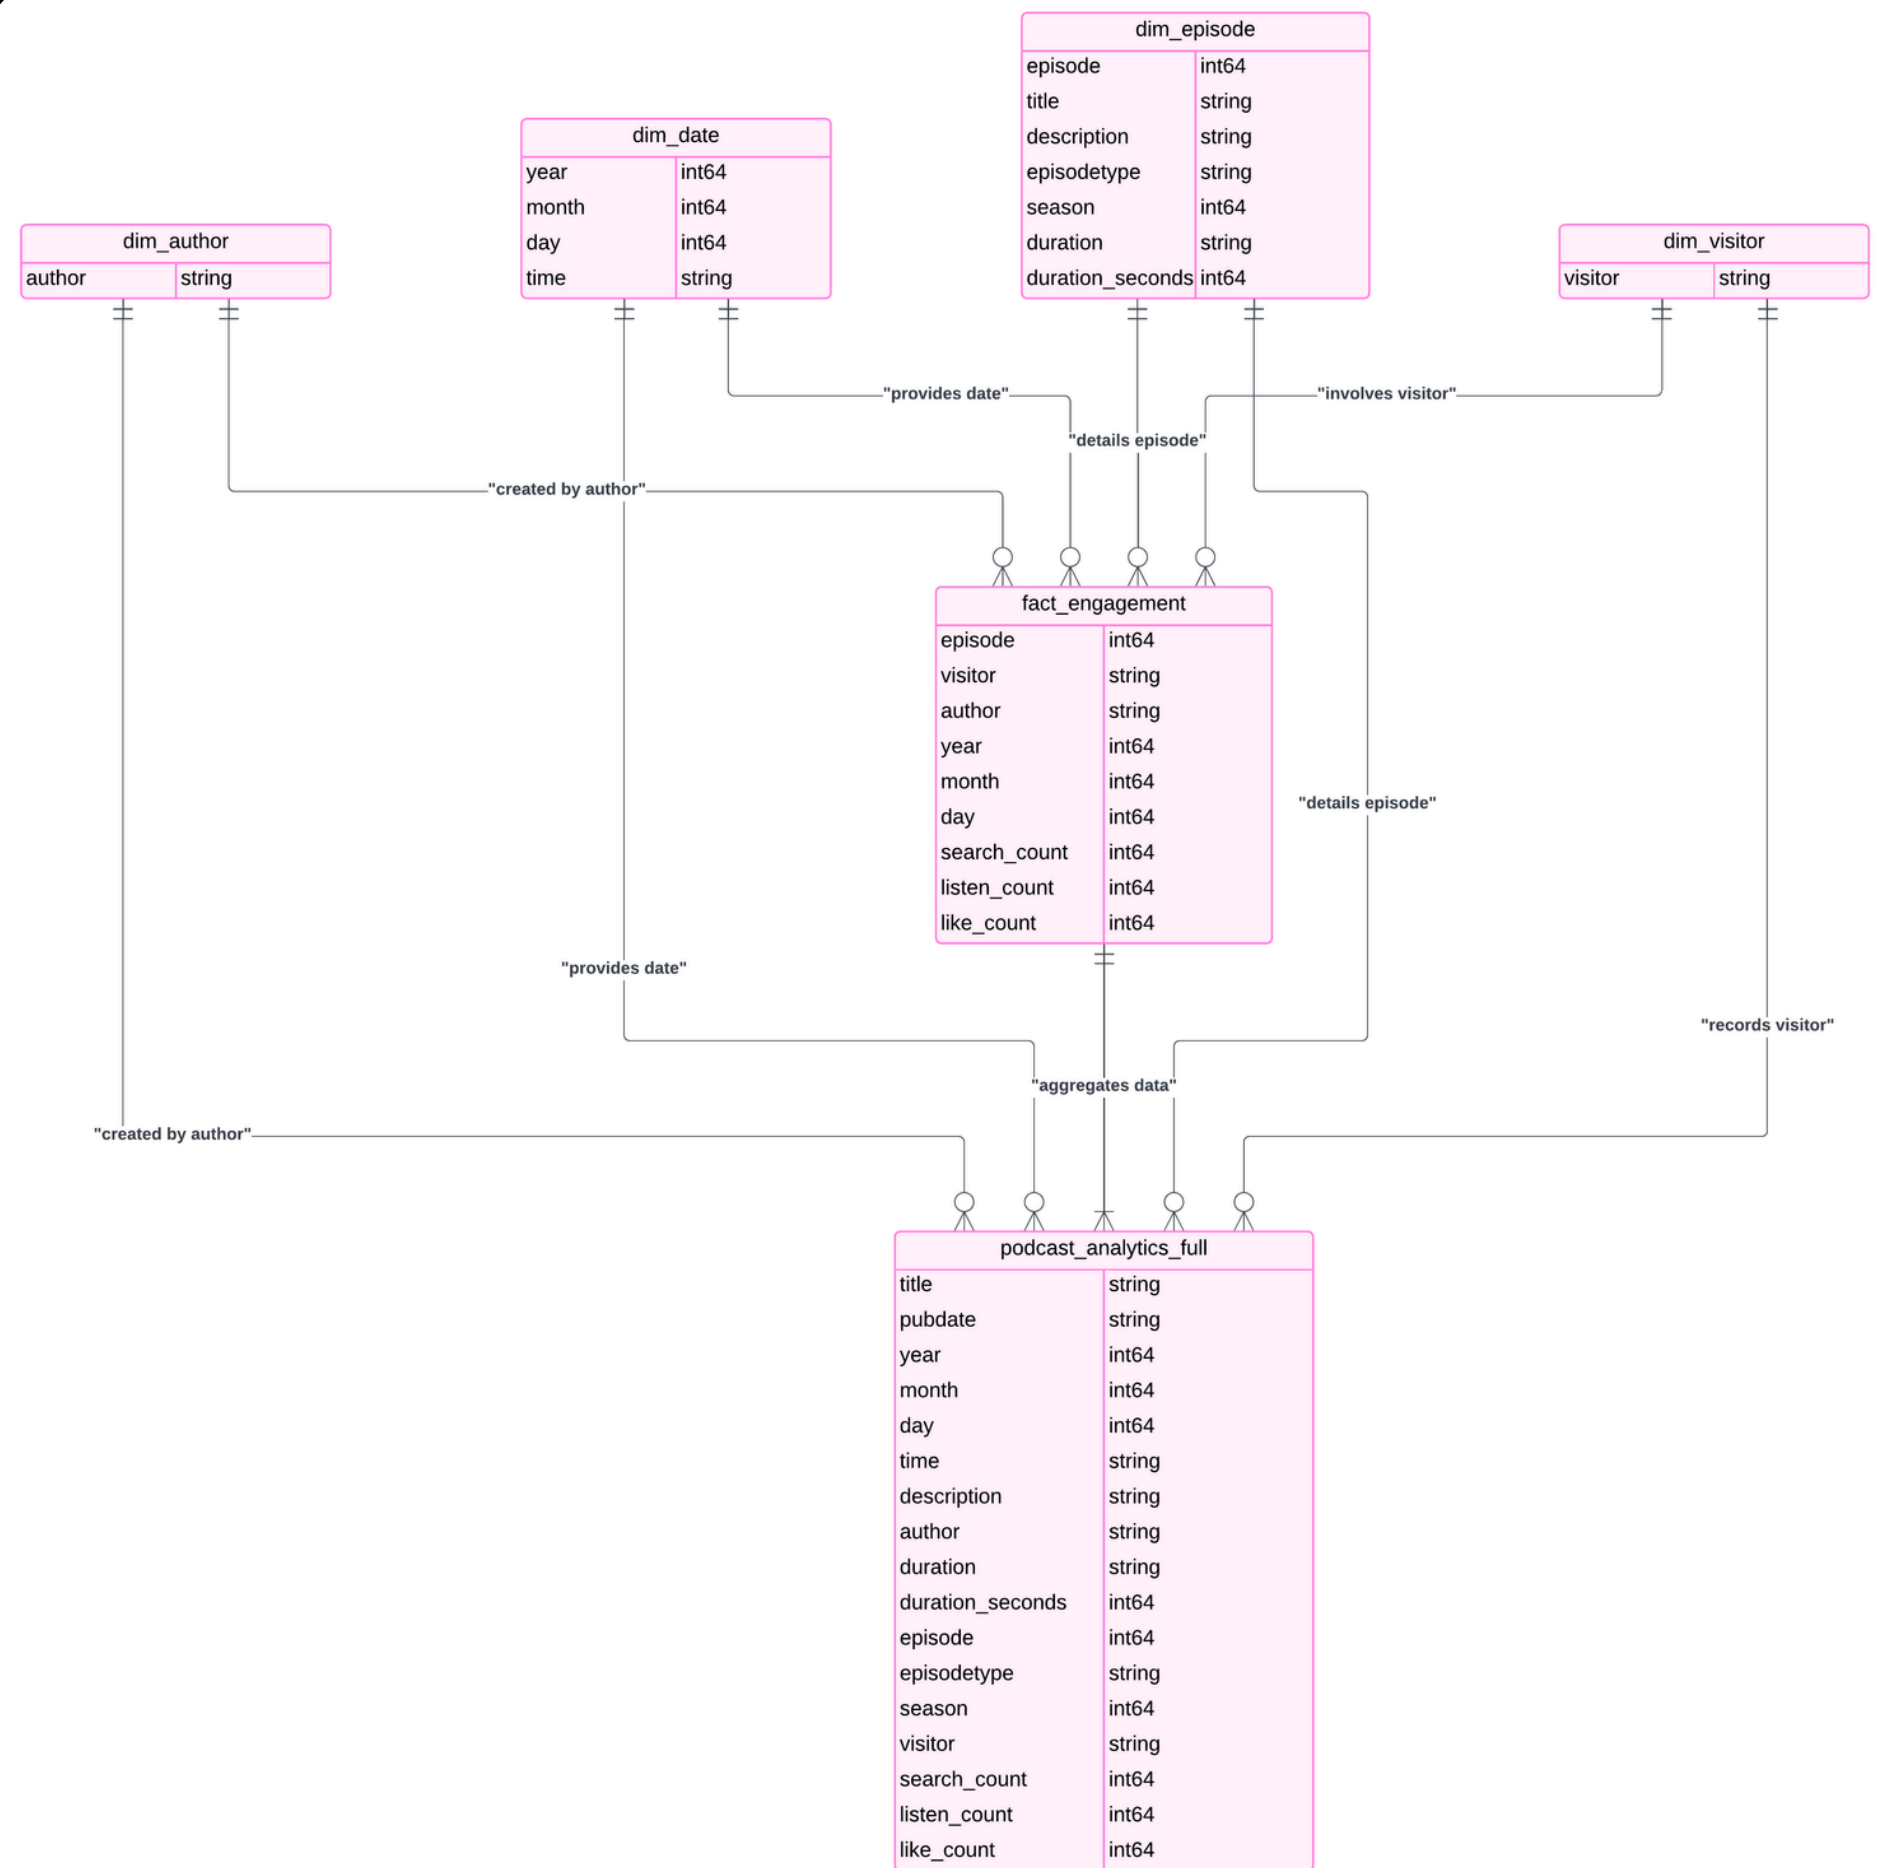 dim_episode
episode int64
title string
description string
episodetype string
season int64
duration string
duration_seconds int64
dim_date
year int64
month int64
day int64
time string
dim_author
author string
dim_visitor
visitor string
"provides date"
"involves visitor"
"details episode"
"created by author"
fact_engagement
episode int64
visitor string
author string
year int64
month int64
day int64
search_count int64
listen_count int64
like_count int64
"details episode"
"provides date"
"records visitor"
"aggregates data"
"created by author"
podcast_analytics_full
title string
pubdate string
year int64
month int64
day int64
time string
description string
author string
duration string
duration_seconds int64
episode int64
episodetype string
season int64
visitor string
search_count int64
listen_count int64
like_count int64